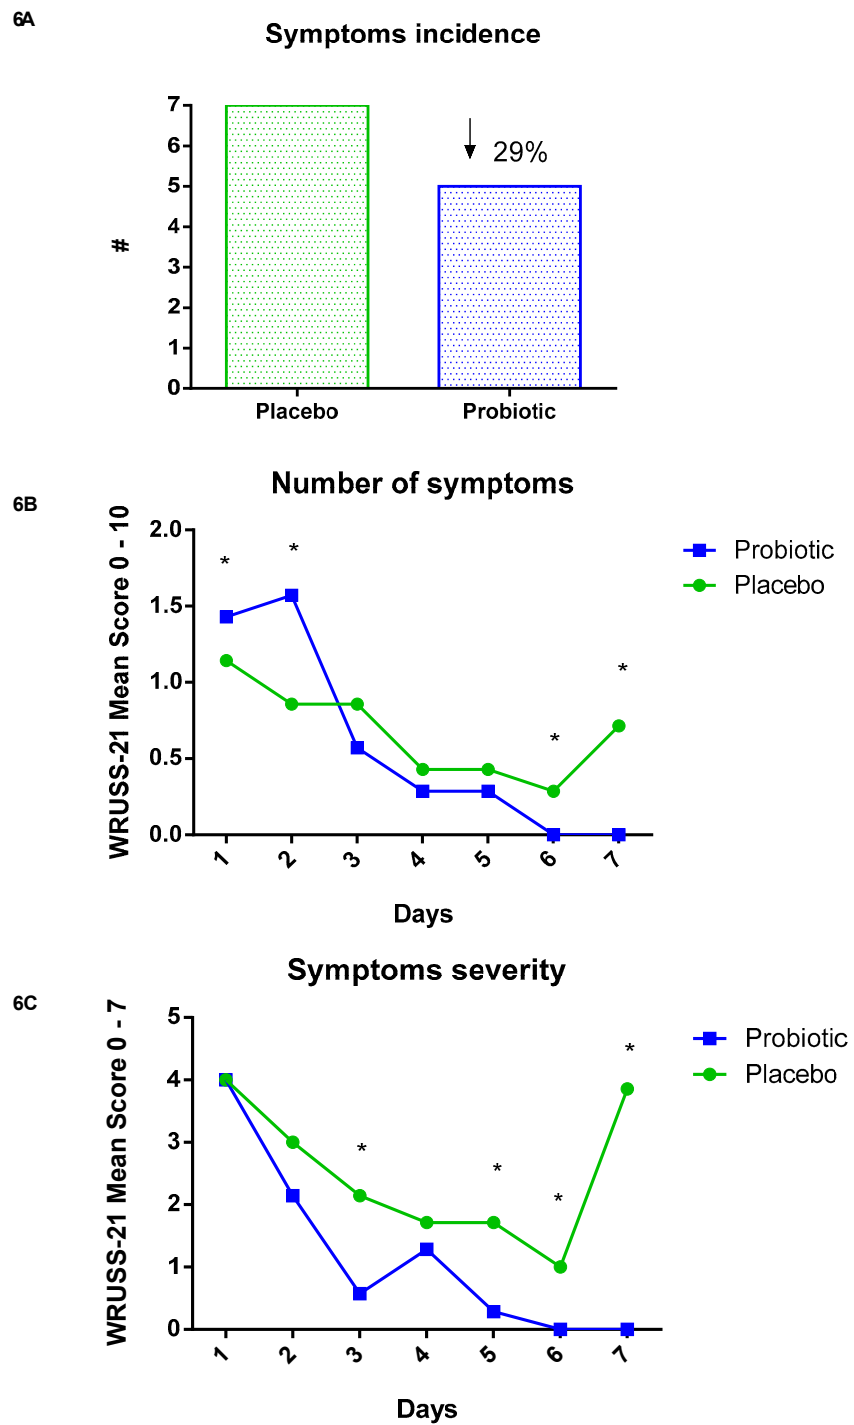 6A
Symptoms incidence
7
6
5
4
3
2
1
0
#
29%
Placebo
Probiotic
6B
Number of symptoms
WRUSS-21 Mean Score 0 - 10
2.0
1.5
1.0
0.5
0.0
*
*
*
*
Probiotic
Placebo
1 2 3 4 5 6 7
Days
6C
Symptoms severity
WRUSS-21 Mean Score 0 - 7
5
4
3
2
1
0
*
*
*
*
Probiotic
Placebo
1 2 3 4 5 6 7
Days